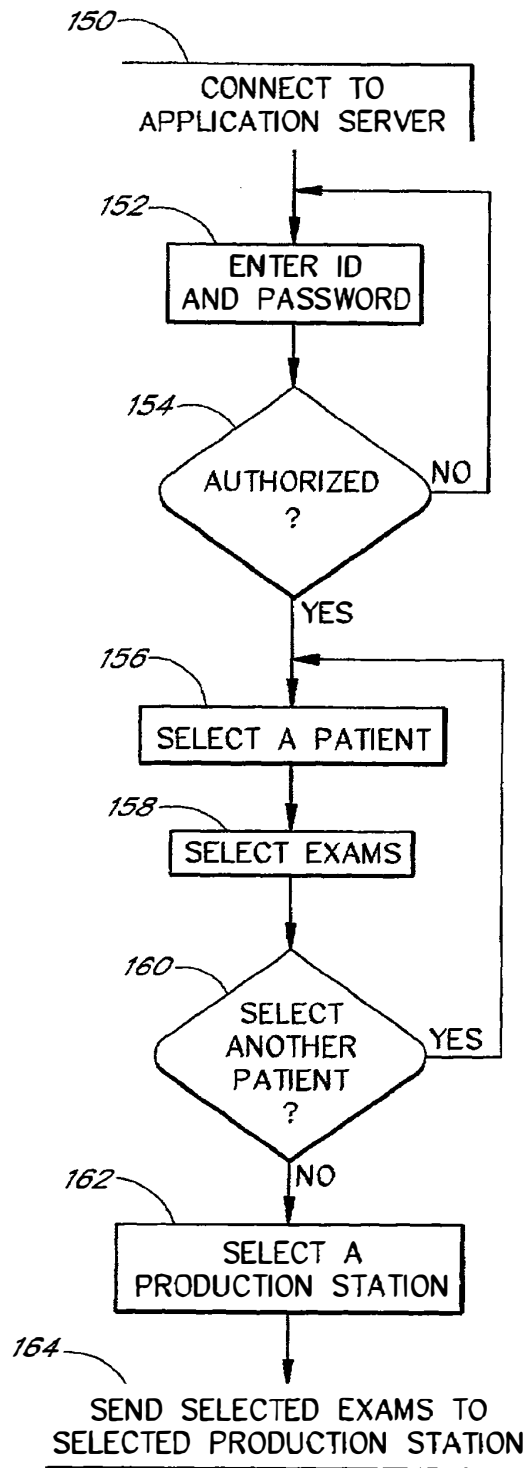 150
CONNECT TO
APPLICATION SERVER
152
ENTER ID
AND PASSWORD
154
AUTHORIZED
?
NO
YES
156
SELECT A PATIENT
158
SELECT EXAMS
160
SELECT
ANOTHER
PATIENT
?
YES
NO
162
SELECT A
PRODUCTION STATION
164
SEND SELECTED EXAMS TO
SELECTED PRODUCTION STATION